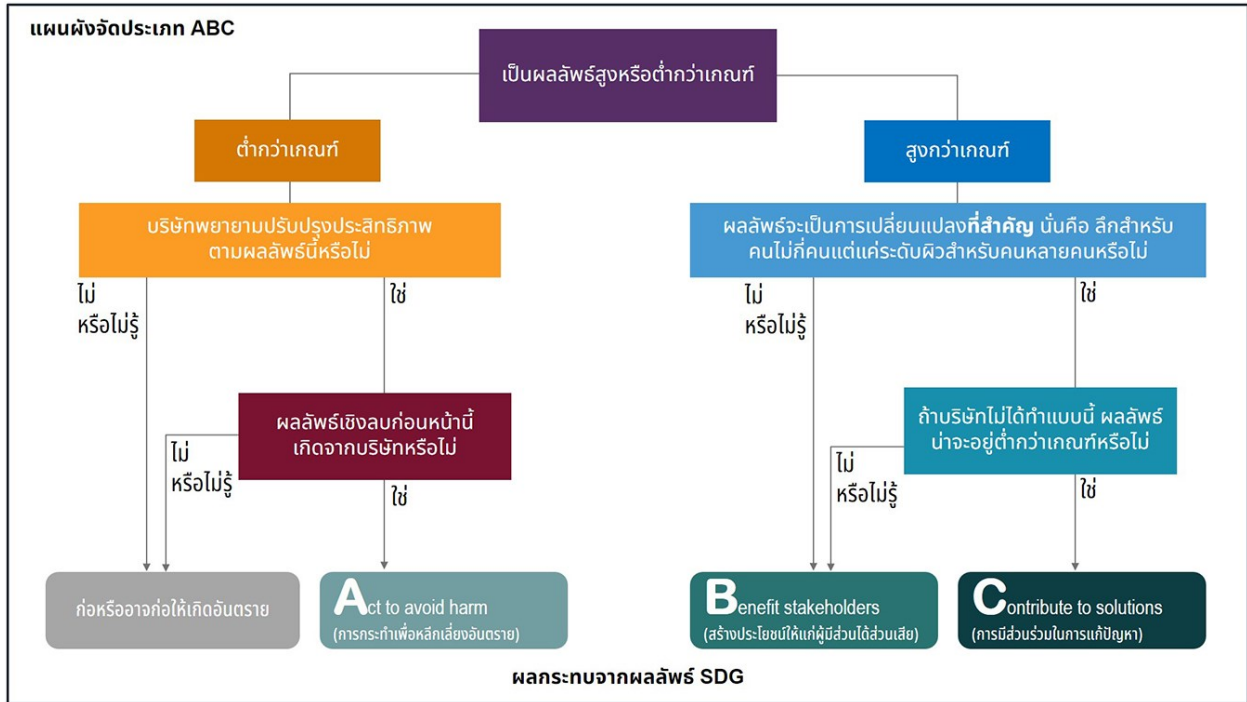 แผนผังจัดประเภท ABC
เป็นผลลัพธ์สูงหรือต่ำกว่าเกณฑ์
ต่ำกว่าเกณฑ์
สูงกว่าเกณฑ์
บริษัทพยายามปรับปรุงประสิทธิภาพ
ตามผลลัพธ์นี้หรือไม่
ผลลัพธ์จะเป็นการเปลี่ยนแปลงที่สำคัญ นั่นคือ ลึกสำหรับ
คนไม่กี่คนแต่แค่ระดับผิวสำหรับคนหลายคนหรือไม่
ไม่
หรือไม่รู้
ใช่
ไม่
หรือไม่รู้
ใช่
ผลลัพธ์เชิงลบก่อนหน้านี้
เกิดจากบริษัทหรือไม่
ถ้าบริษัทไม่ได้ทำแบบนี้ ผลลัพธ์
น่าจะอยู่ต่ำกว่าเกณฑ์หรือไม่
ไม่
หรือไม่รู้
ใช่
ไม่
หรือไม่รู้
ใช่
ก่อหรืออาจก่อให้เกิดอันตราย
Act to avoid harm
(การกระทำเพื่อหลีกเลี่ยงอันตราย)
Benefit stakeholders
(สร้างประโยชน์ให้แก่ผู้มีส่วนได้ส่วนเสีย)
Contribute to solutions
(การมีส่วนร่วมในการแก้ปัญหา)
ผลกระทบจากผลลัพธ์ SDG